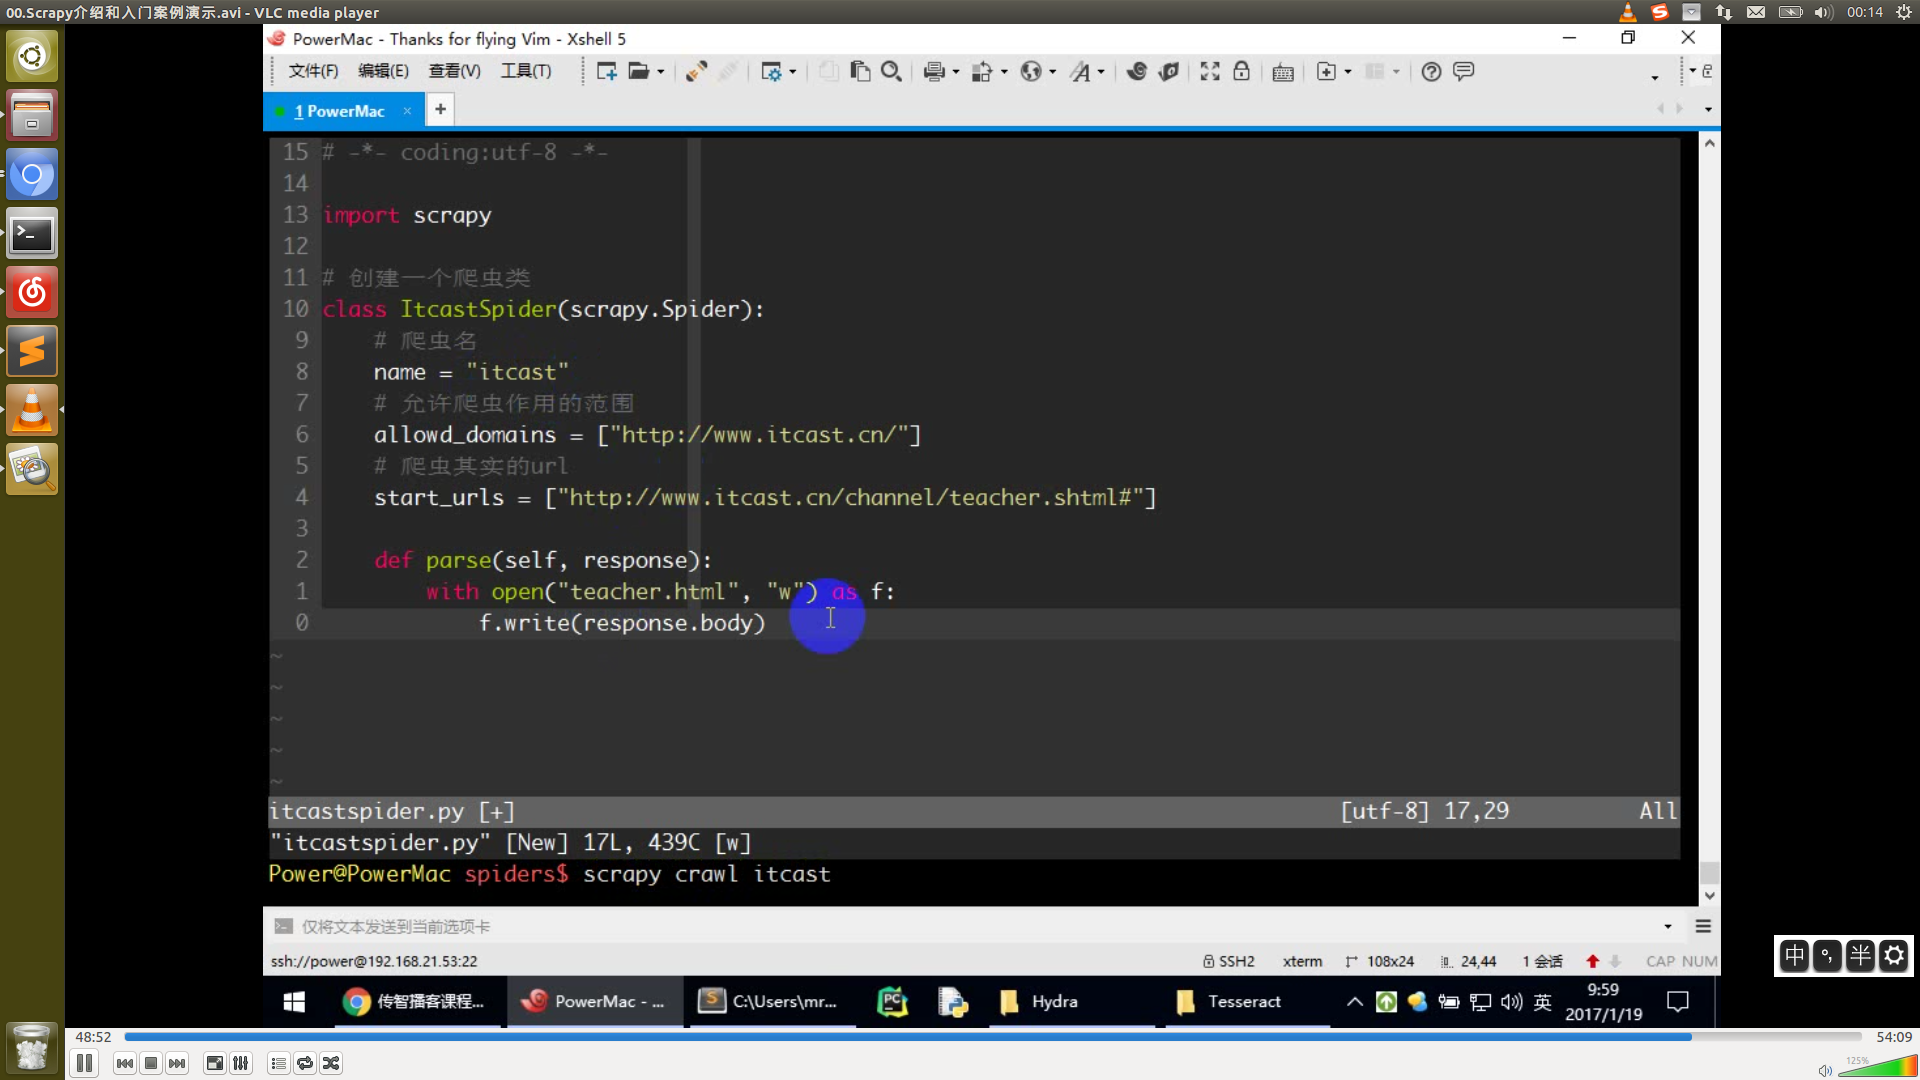 00.Scrapy介绍和入门案例演示.avi - VLC media player
00:14
PowerMac - Thanks for flying Vim - Xshell 5
文件(F) 编辑(E) 查看(V) 工具(T)
1 PowerMac × +
15 # -*- coding:utf-8 -*-
14
13 import scrapy
12
11 # 创建一个爬虫类
10 class ItcastSpider(scrapy.Spider):
9 # 爬虫名
8 name = "itcast"
7 # 允许爬虫作用的范围
6 allowd_domains = ["http://www.itcast.cn/"]
5 # 爬虫其实的url
4 start_urls = ["http://www.itcast.cn/channel/teacher.shtml#"]
3
2 def parse(self, response):
1 with open("teacher.html", "w") as f:
0 f.write(response.body)
~
~
~
~
~
itcastspider.py [+] [utf-8] 17,29 All
"itcastspider.py" [New] 17L, 439C [w]
Power@PowerMac spiders$ scrapy crawl itcast
仅将文本发送到当前选项卡
ssh://power@192.168.21.53:22 SSH2 xterm 108x24 24,44 1 会话 CAP NUM
中 °, 半
传智播客课程... PowerMac - ... C:\Users\mr... PC Hydra Tesseract 英 9:59
2017/1/19
48:52 54:09
125%